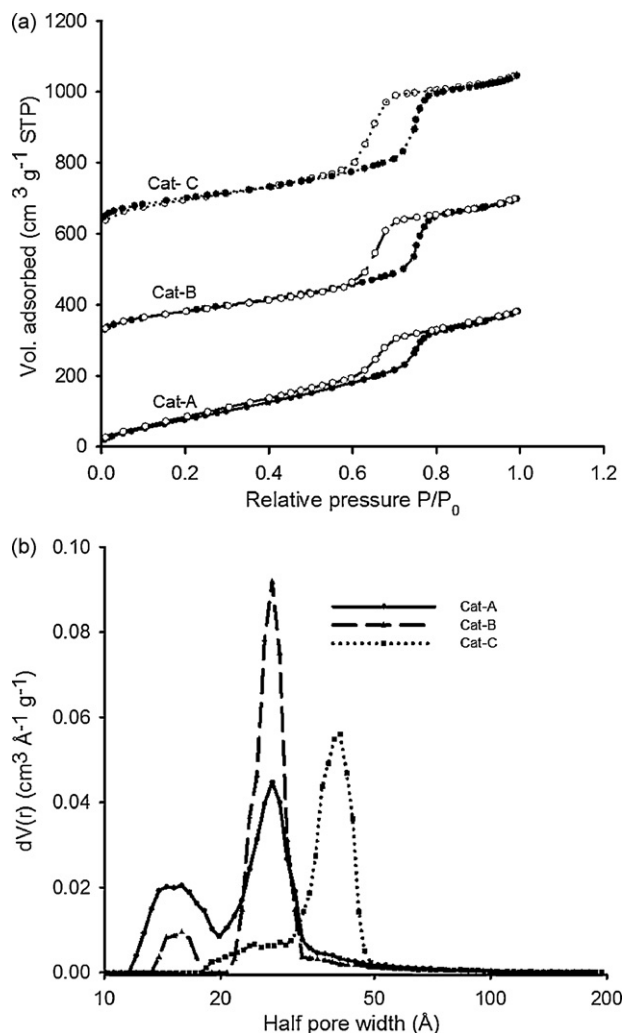 (a)
1200
1000
800
600
400
200
0
Vol. adsorbed (cm 3 g-1 STP)
Cat- C
Cat-B
Cat-A
0.0 0.2 0.4 0.6 0.8 1.0 1.2
Relative pressure P/P0
(b)
0.10
0.08
0.06
0.04
0.02
0.00
dV(r) (cm3 Å-1 g-1)
Cat-A
Cat-B
Cat-C
10 20 50 100 200
Half pore width (Å)